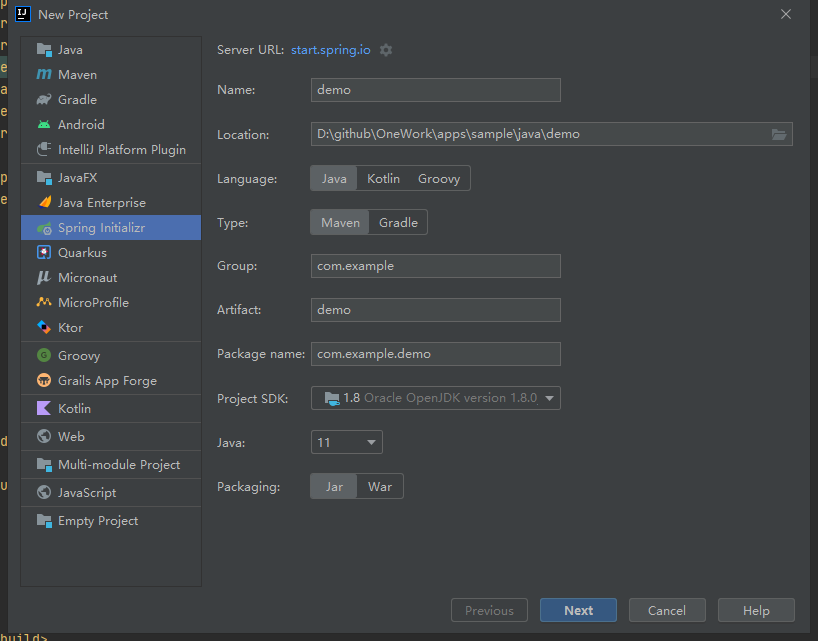 New Project
Java
Maven
Gradle
Android
IntelliJ Platform Plugin
JavaFX
Java Enterprise
Spring Initializr
Quarkus
Micronaut
MicroProfile
Ktor
Groovy
Grails App Forge
Kotlin
Web
Multi-module Project
JavaScript
Empty Project
Server URL: start.spring.io
Name: demo
Location: D:\github\OneWork\apps\sample\java\demo
Language: Java Kotlin Groovy
Type: Maven Gradle
Group: com.example
Artifact: demo
Package name: com.example.demo
Project SDK: 1.8 Oracle OpenJDK version 1.8.0
Java: 11
Packaging: Jar War
Previous Next Cancel Help
build>